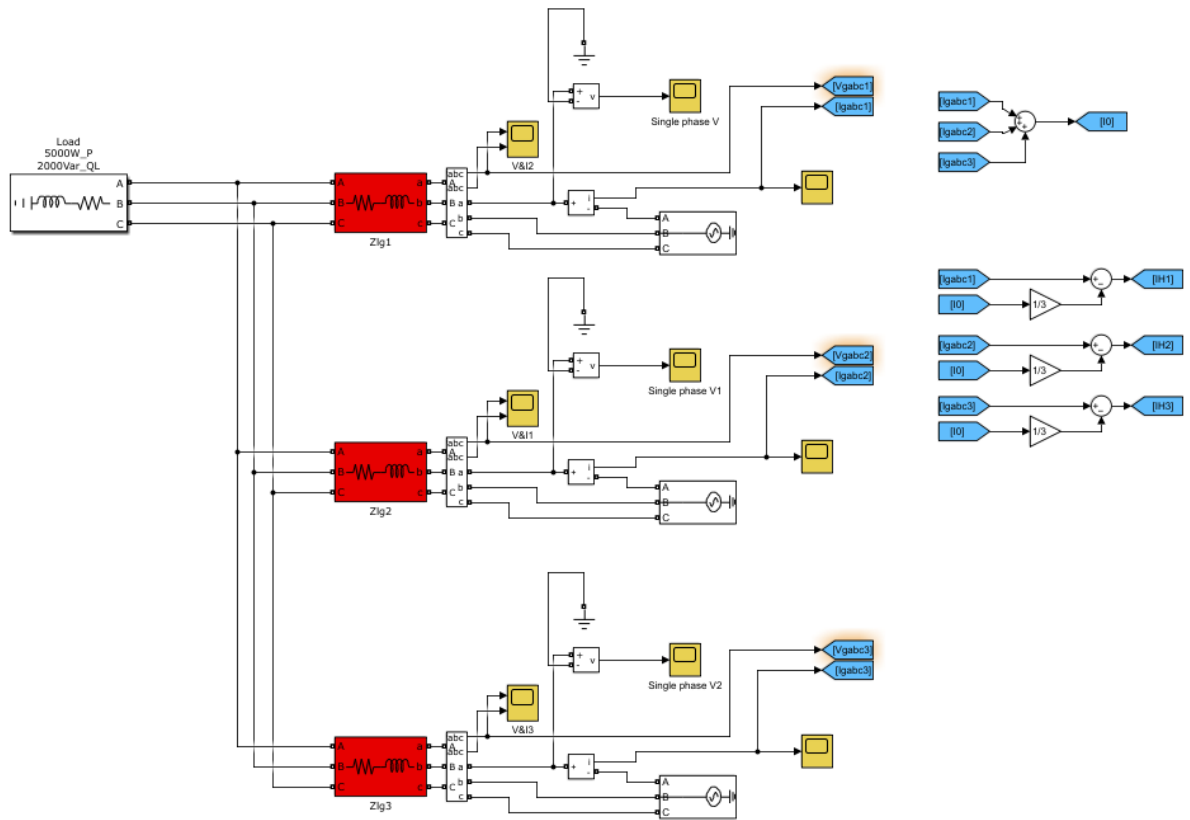 Load
5000W_P
2000Var_QL
A
B
C
A
B
C
a
b
c
Zlg1
abc
A
abc
B a
b
C
c
V&I2
+
-
v
Single phase V
[Vgabc1]
[Igabc1]
+
i
-
A
B
C
A
B
C
a
b
c
Zlg2
abc
A
abc
B a
b
C
c
V&I1
+
-
v
Single phase V1
[Vgabc2]
[Igabc2]
+
i
-
A
B
C
A
B
C
a
b
c
Zlg3
abc
A
abc
B a
b
C
c
V&I3
+
-
v
Single phase V2
[Vgabc3]
[Igabc3]
+
i
-
A
B
C
[Igabc1]
[Igabc2]
[Igabc3]
[I0]
[Igabc1]
[IH1]
[I0]
1/3
[Igabc2]
[IH2]
[I0]
1/3
[Igabc3]
[IH3]
[I0]
1/3